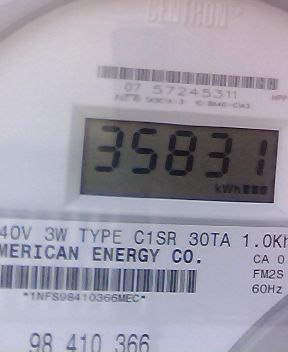 CENTRON
07 57245311
35831
kWh
40V 3W TYPE C1SR 30TA 1.0Kh
MERICAN ENERGY CO.
CA 0
FM2S
60Hz
*1NFS98410366MEC*
98 410 366